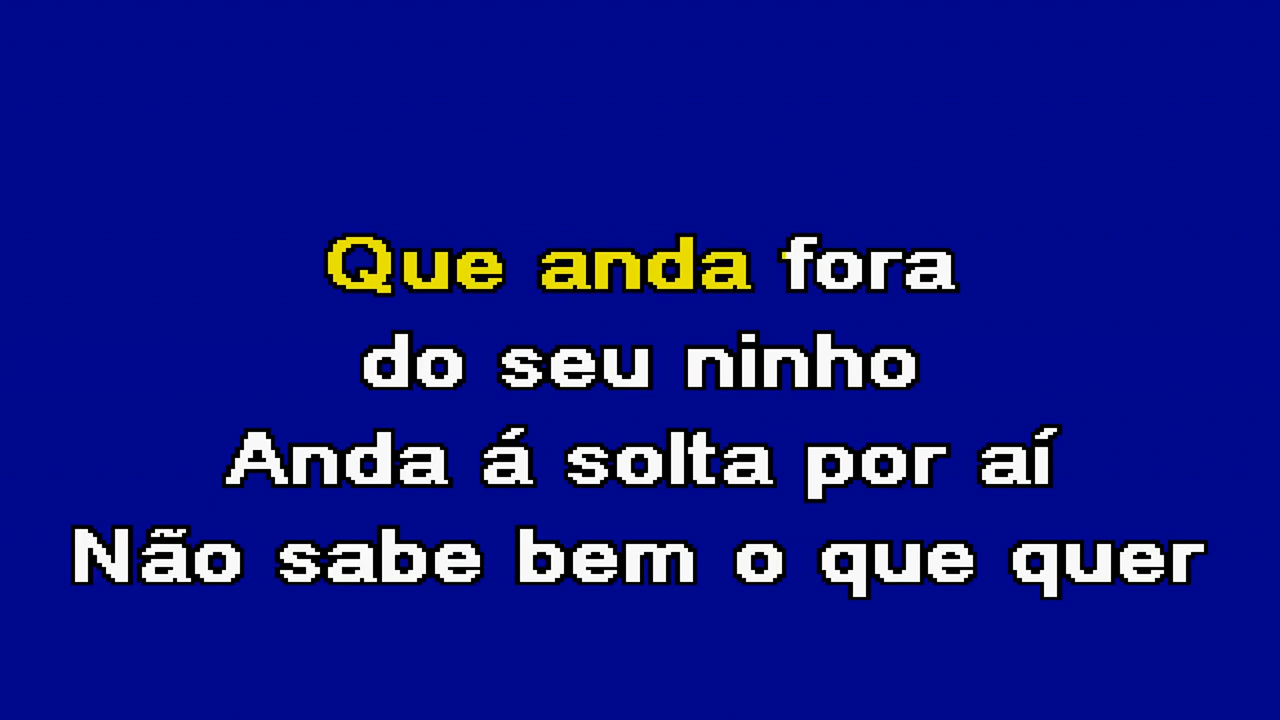 Que anda fora
do seu ninho
Anda á solta por aí
Não sabe bem o que quer